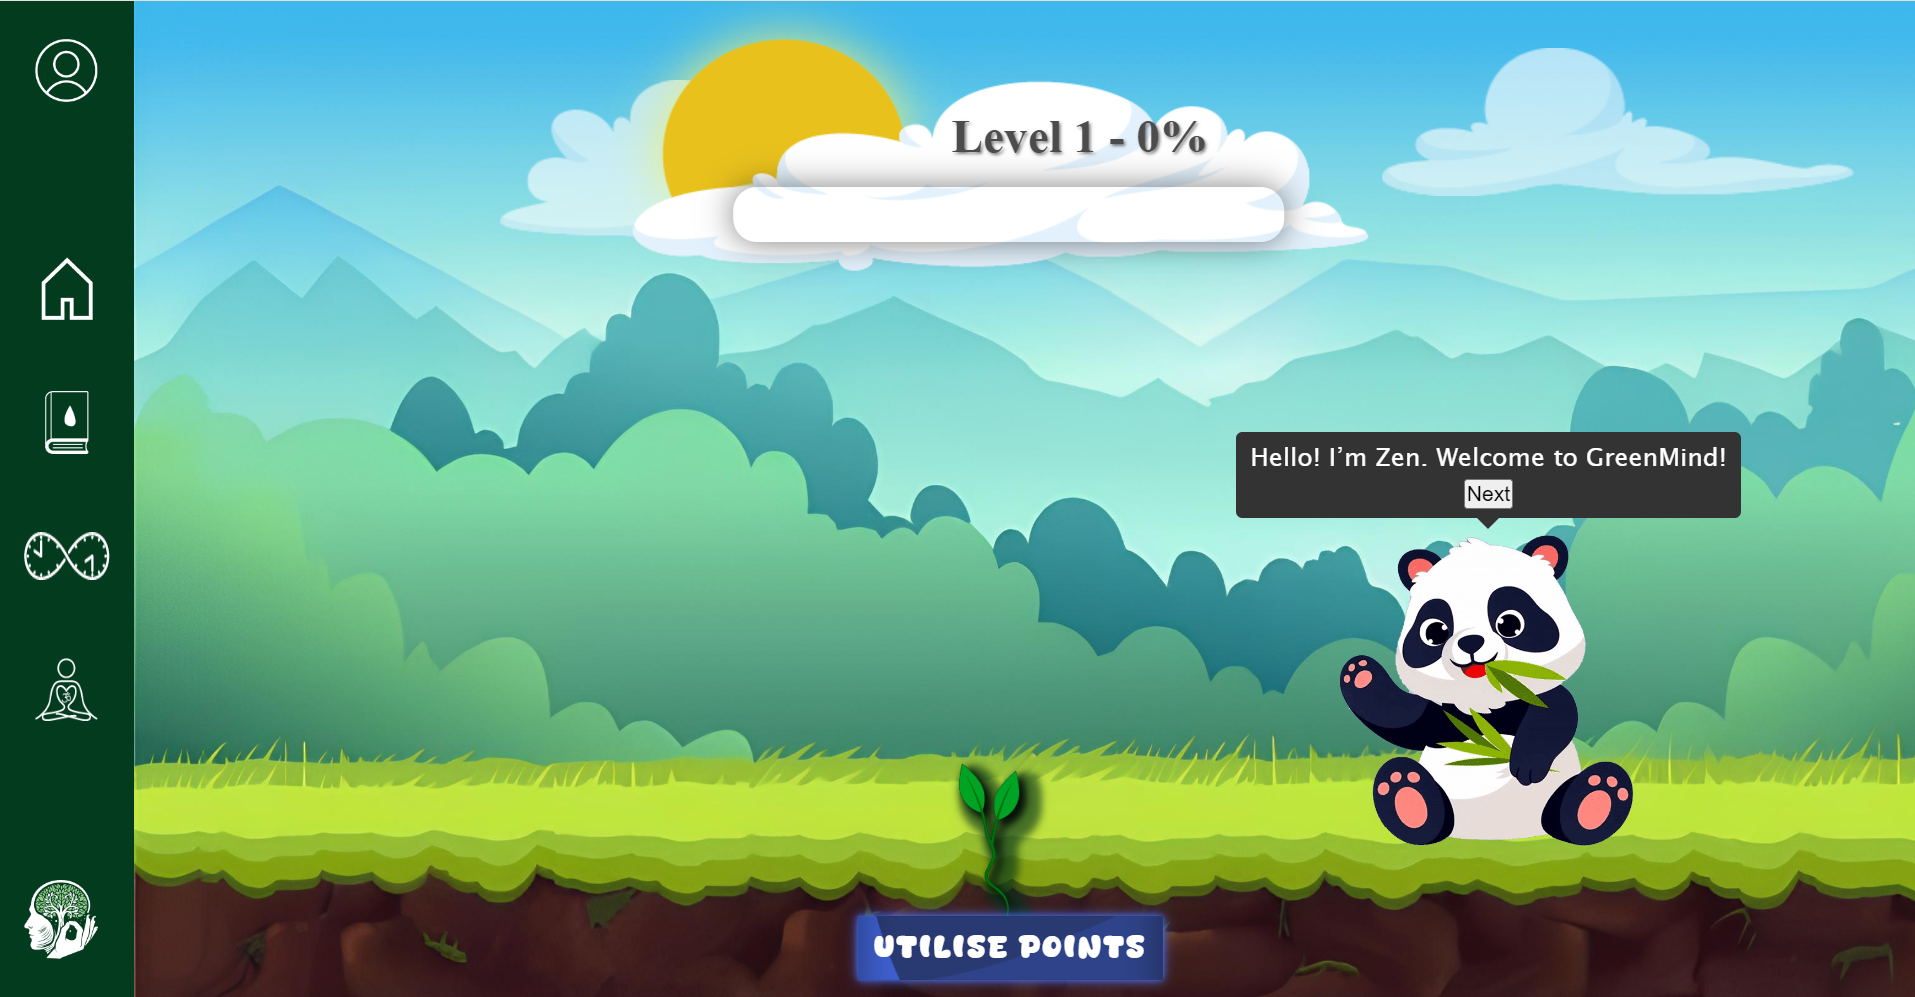 Level 1 - 0%
Hello! I’m Zen. Welcome to GreenMind!
Next
UTILISE POINTS